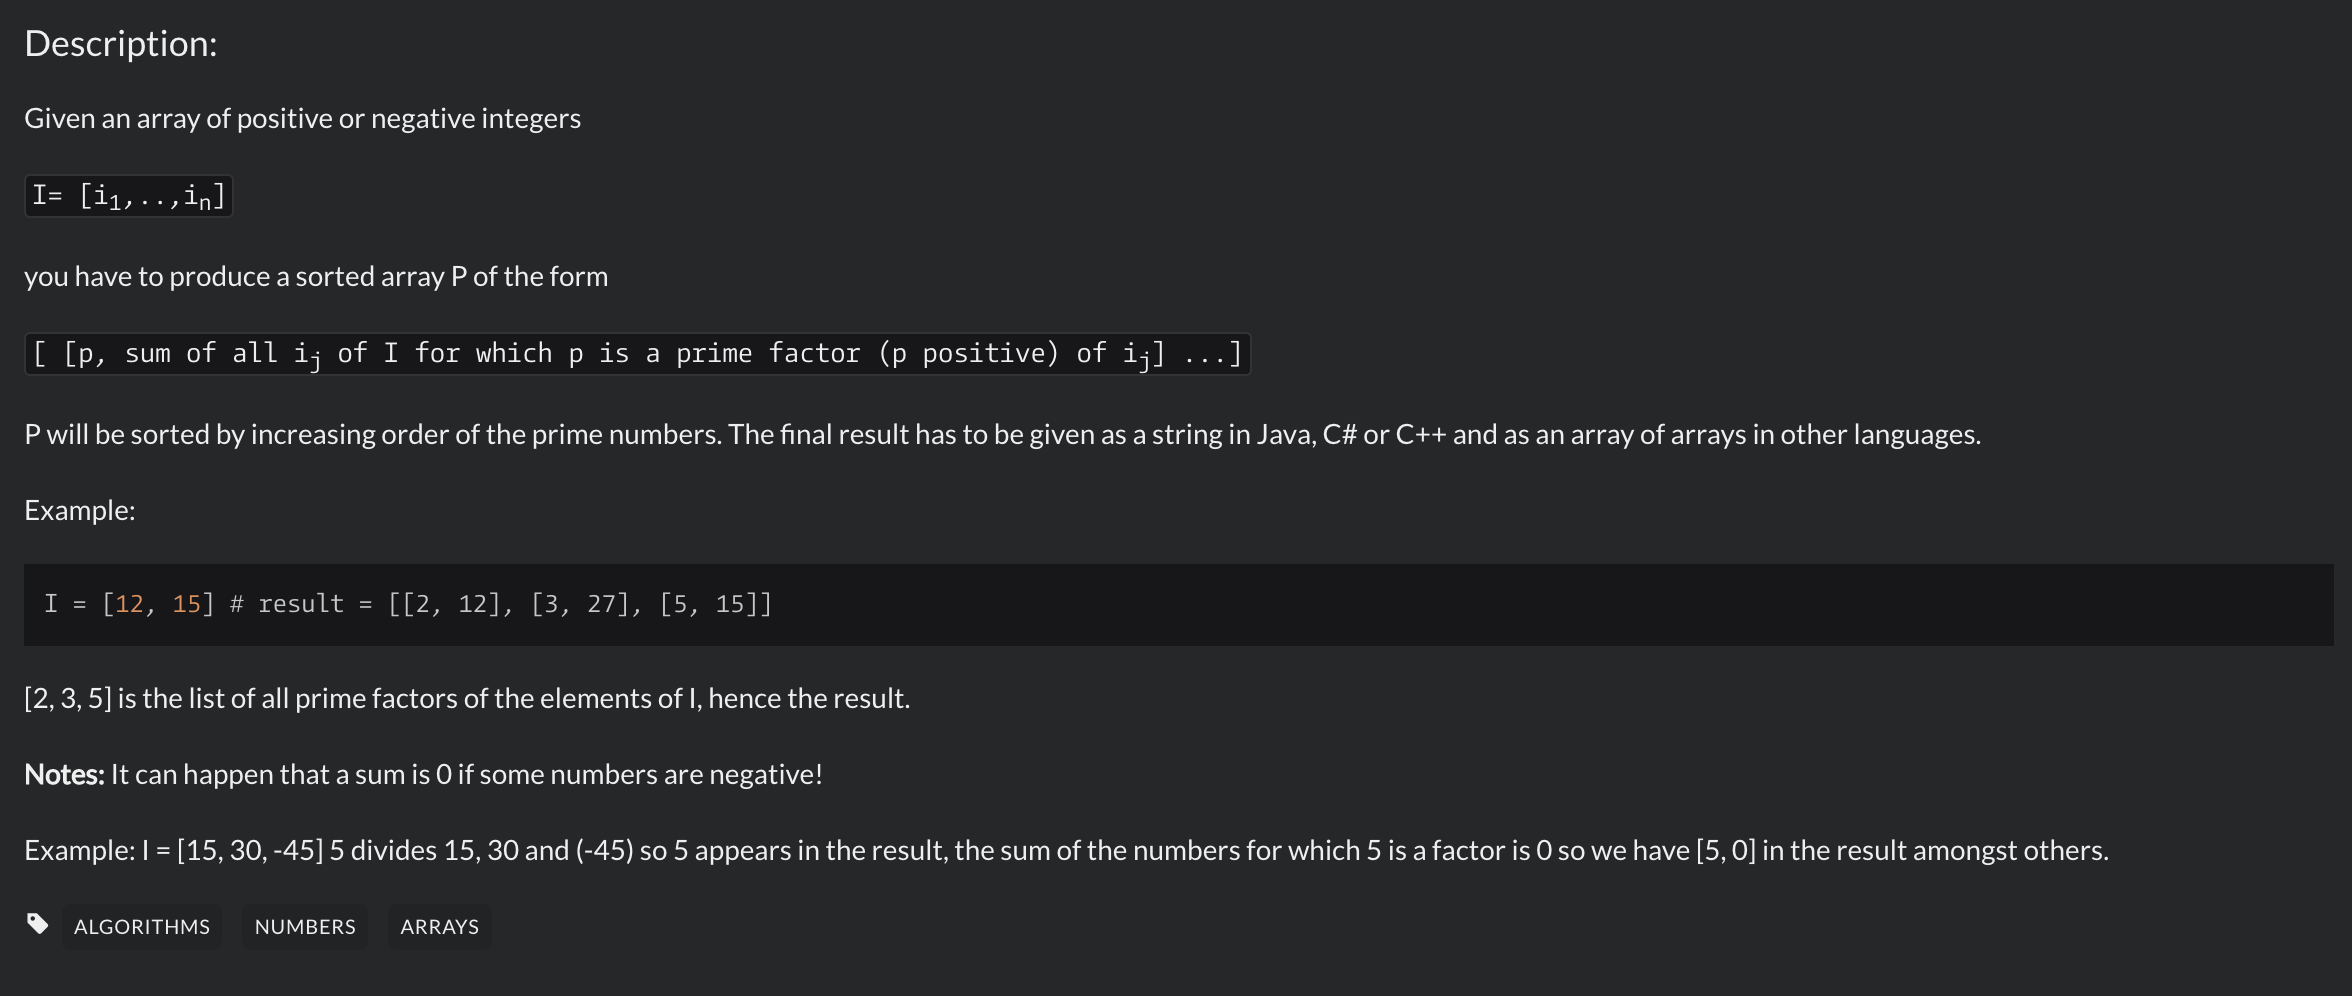 Description:
Given an array of positive or negative integers
I= [i1,..,in]
you have to produce a sorted array P of the form
[ [p, sum of all ij of I for which p is a prime factor (p positive) of ij] ...]
P will be sorted by increasing order of the prime numbers. The final result has to be given as a string in Java, C# or C++ and as an array of arrays in other languages.
Example:
I = [12, 15] # result = [[2, 12], [3, 27], [5, 15]]
[2, 3, 5] is the list of all prime factors of the elements of I, hence the result.
Notes: It can happen that a sum is 0 if some numbers are negative!
Example: I = [15, 30, -45] 5 divides 15, 30 and (-45) so 5 appears in the result, the sum of the numbers for which 5 is a factor is 0 so we have [5, 0] in the result amongst others.
ALGORITHMS NUMBERS ARRAYS